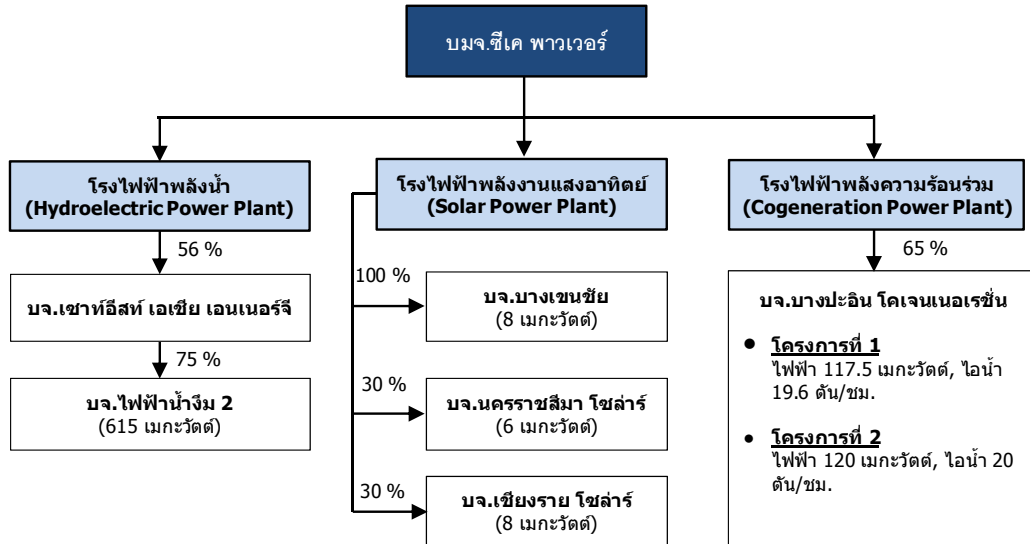 บมจ.ซีเค พาวเวอร์
โรงไฟฟ้าพลังน้ำ
(Hydroelectric Power Plant)
56 %
บจ.เซาท์อีสท์ เอเชีย เอนเนอร์จี
75 %
บจ.ไฟฟ้าน้ำงึม 2
(615 เมกะวัตต์)
โรงไฟฟ้าพลังงานแสงอาทิตย์
(Solar Power Plant)
100 %
บจ.บางเขนชัย
(8 เมกะวัตต์)
30 %
บจ.นครราชสีมา โซล่าร์
(6 เมกะวัตต์)
30 %
บจ.เชียงราย โซล่าร์
(8 เมกะวัตต์)
โรงไฟฟ้าพลังความร้อนร่วม
(Cogeneration Power Plant)
65 %
บจ.บางปะอิน โคเจนเนอเรชั่น
• โครงการที่ 1
ไฟฟ้า 117.5 เมกะวัตต์, ไอน้ำ
19.6 ตัน/ชม.
• โครงการที่ 2
ไฟฟ้า 120 เมกะวัตต์, ไอน้ำ 20
ตัน/ชม.